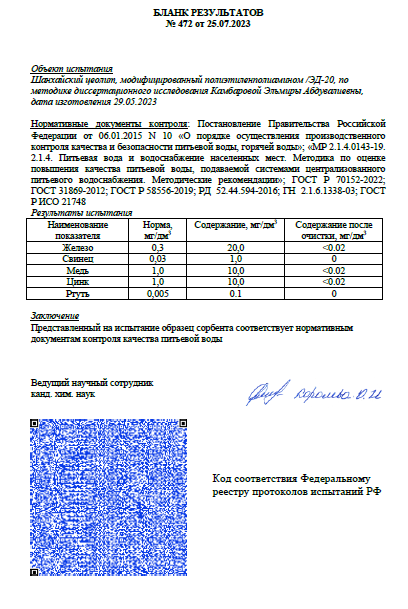 БЛАНК РЕЗУЛЬТАТОВ
№ 472 от 25.07.2023
Объект испытания
Шанхайский цеолит, модифицированный полиэтиленполиамином /ЭД-20, по
методике диссертационного исследования Камбаровой Эльмиры Абдувалиевны,
дата изготовления 29.05.2023
Нормативные документы контроля: Постановление Правительства Российской
Федерации от 06.01.2015 N 10 «О порядке осуществления производственного
контроля качества и безопасности питьевой воды, горячей воды»; «МР 2.1.4.0143-19.
2.1.4. Питьевая вода и водоснабжение населенных мест. Методика по оценке
повышения качества питьевой воды, подаваемой системами централизованного
питьевого водоснабжения. Методические рекомендации»; ГОСТ Р 70152-2022;
ГОСТ 31869-2012; ГОСТ Р 58556-2019; РД 52.44.594-2016; ГН 2.1.6.1338-03; ГОСТ
Р ИСО 21748
Результаты испытания
Наименование показателя Норма, мг/дм³ Содержание, мг/дм³ Содержание после очистки, мг/дм³
Железо 0,3 20,0 <0.02
Свинец 0,03 1,0 0
Медь 1,0 10,0 <0.02
Цинк 1,0 10,0 <0.02
Ртуть 0,005 0.1 0
Заключение
Представленный на испытание образец сорбента соответствует нормативным
документам контроля качества питьевой воды
Ведущий научный сотрудник
канд. хим. наук
Королева О.И
Код соответствия Федеральному
реестру протоколов испытаний РФ